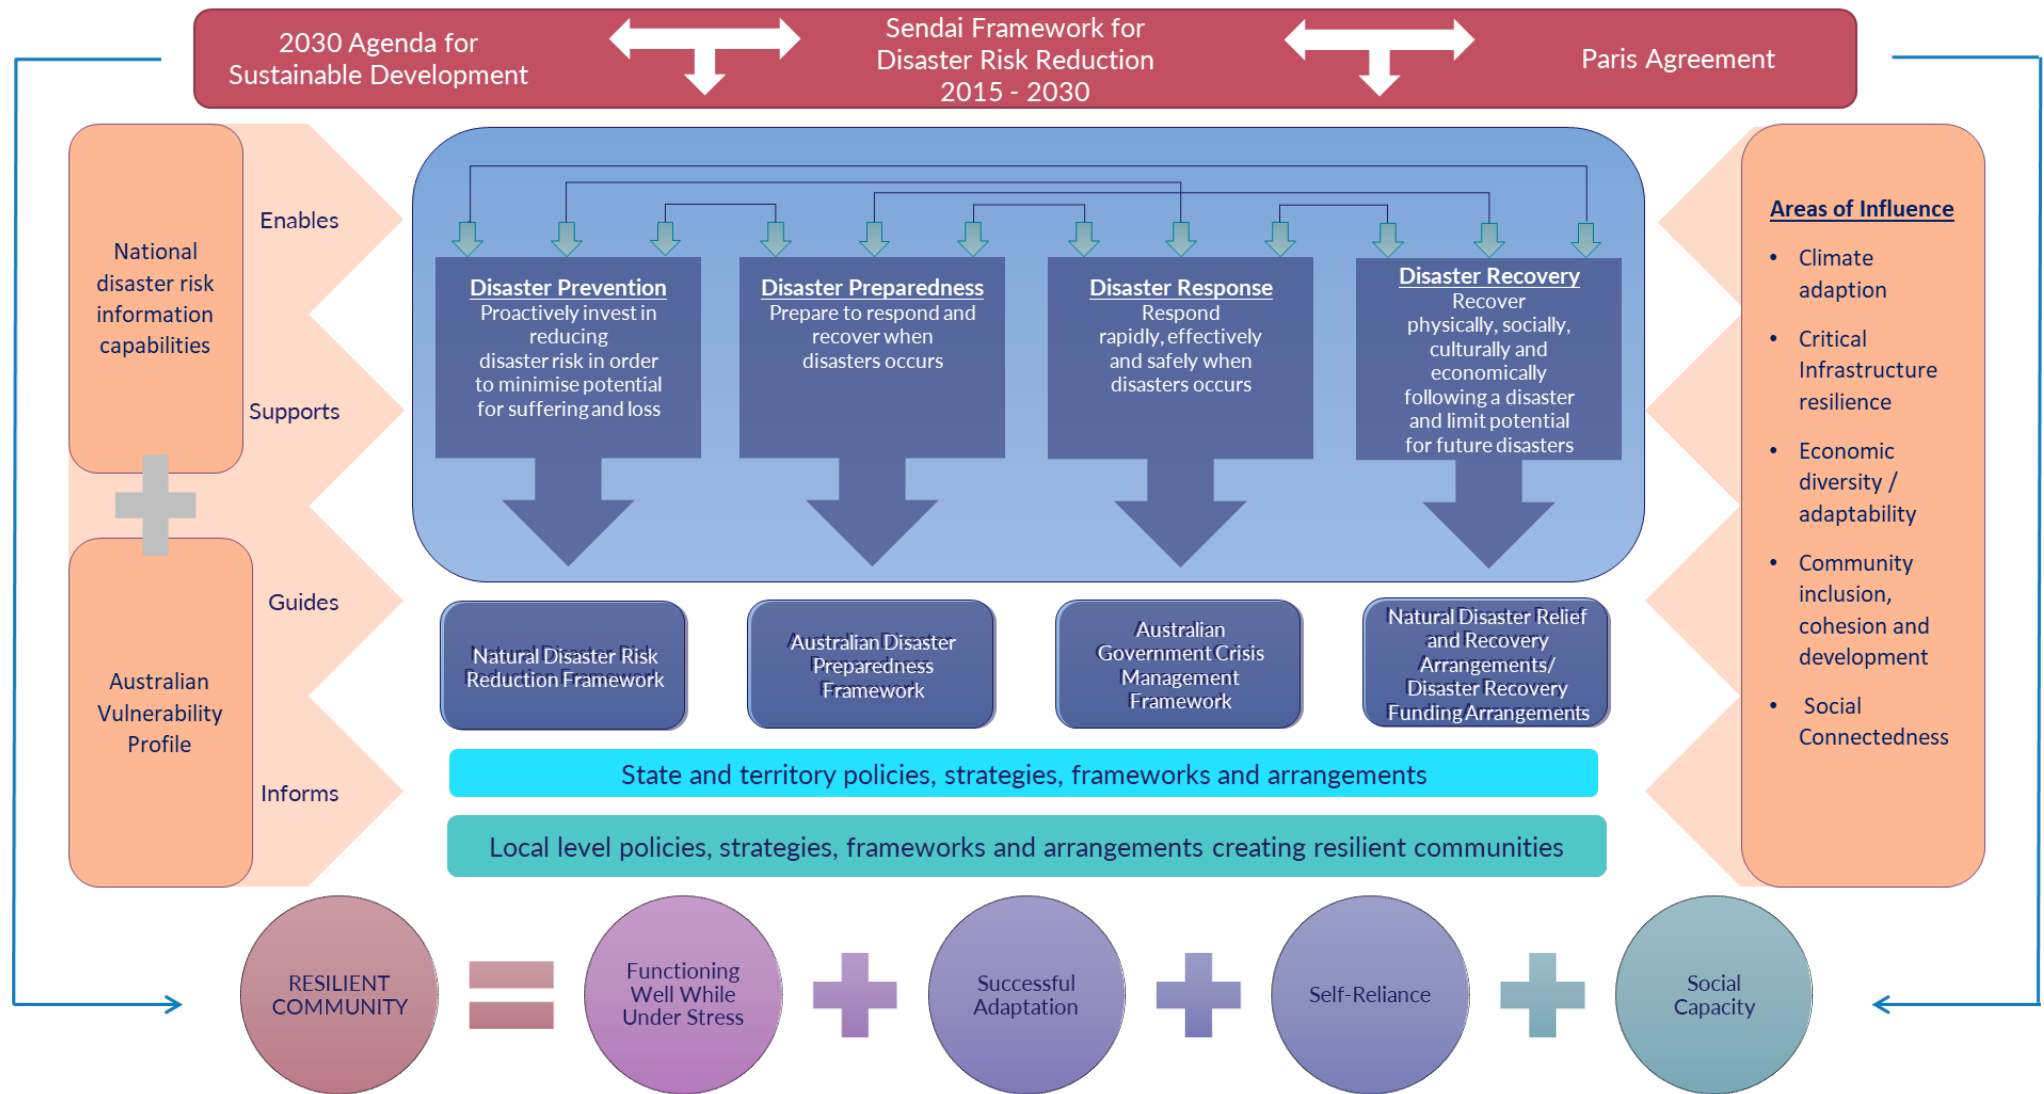 2030 Agenda for
Sustainable Development
Sendai Framework for
Disaster Risk Reduction
2015 - 2030
Paris Agreement
National
disaster risk
information
capabilities
Australian
Vulnerability
Profile
Enables
Supports
Guides
Informs
Disaster Prevention
Proactively invest in
reducing
disaster risk in order
to minimise potential
for suffering and loss
Disaster Preparedness
Prepare to respond and
recover when
disasters occurs
Disaster Response
Respond
rapidly, effectively
and safely when
disasters occurs
Disaster Recovery
Recover
physically, socially,
culturally and
economically
following a disaster
and limit potential
for future disasters
Natural Disaster Risk
Reduction Framework
Australian Disaster
Preparedness
Framework
Australian
Government Crisis
Management
Framework
Natural Disaster Relief
and Recovery
Arrangements/
Disaster Recovery
Funding Arrangements
State and territory policies, strategies, frameworks and arrangements
Local level policies, strategies, frameworks and arrangements creating resilient communities
Areas of Influence
• Climate
adaption
• Critical
Infrastructure
resilience
• Economic
diversity /
adaptability
• Community
inclusion,
cohesion and
development
• Social
Connectedness
RESILIENT
COMMUNITY
Functioning
Well While
Under Stress
Successful
Adaptation
Self-Reliance
Social
Capacity